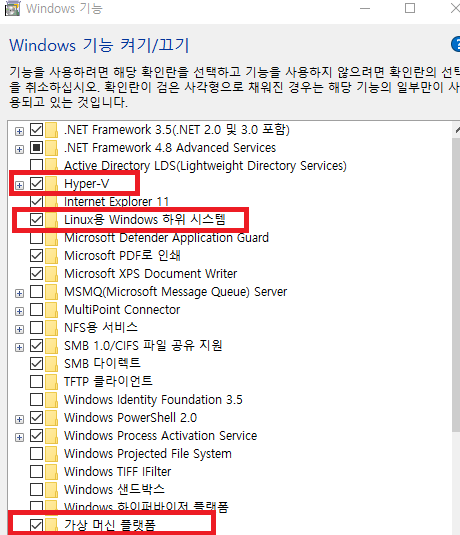 Windows 기능
Windows 기능 켜기/끄기
기능을 사용하려면 해당 확인란을 선택하고 기능을 사용하지 않으려면 확인란의 선택
을 취소하십시오. 확인란이 검은 사각형으로 채워진 경우는 해당 기능의 일부만이 사
용되고 있는 것입니다.
.NET Framework 3.5(.NET 2.0 및 3.0 포함)
.NET Framework 4.8 Advanced Services
Active Directory LDS(Lightweight Directory Services)
Hyper-V
Internet Explorer 11
Linux용 Windows 하위 시스템
Microsoft Defender Application Guard
Microsoft PDF로 인쇄
Microsoft XPS Document Writer
MSMQ(Microsoft Message Queue) Server
MultiPoint Connector
NFS용 서비스
SMB 1.0/CIFS 파일 공유 지원
SMB 다이렉트
TFTP 클라이언트
Windows Identity Foundation 3.5
Windows PowerShell 2.0
Windows Process Activation Service
Windows Projected File System
Windows TIFF IFilter
Windows 샌드박스
Windows 하이퍼바이저 플랫폼
가상 머신 플랫폼